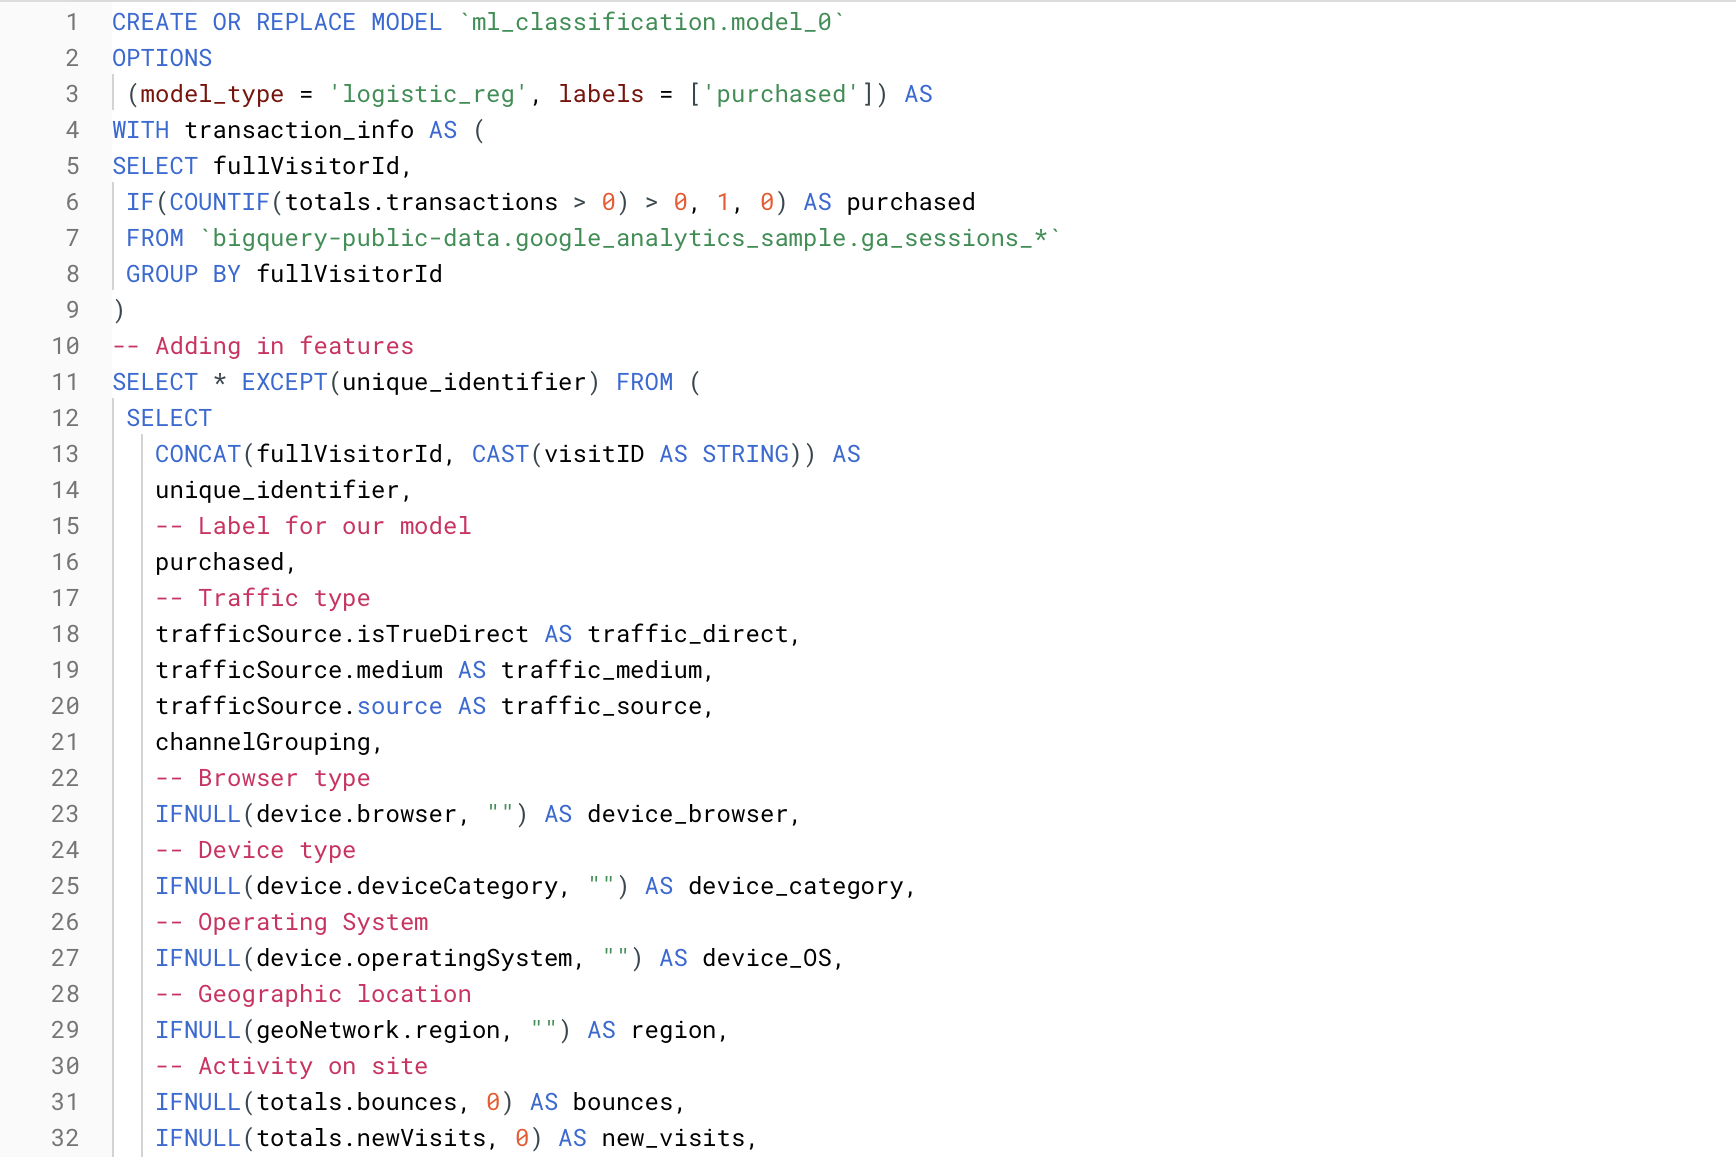 1 CREATE OR REPLACE MODEL `ml_classification.model_0`
2 OPTIONS
3 (model_type = 'logistic_reg', labels = ['purchased']) AS
4 WITH transaction_info AS (
5 SELECT fullVisitorId,
6 IF(COUNTIF(totals.transactions > 0) > 0, 1, 0) AS purchased
7 FROM `bigquery-public-data.google_analytics_sample.ga_sessions_*`
8 GROUP BY fullVisitorId
9 )
10 -- Adding in features
11 SELECT * EXCEPT(unique_identifier) FROM (
12 SELECT
13 CONCAT(fullVisitorId, CAST(visitID AS STRING)) AS
14 unique_identifier,
15 -- Label for our model
16 purchased,
17 -- Traffic type
18 trafficSource.isTrueDirect AS traffic_direct,
19 trafficSource.medium AS traffic_medium,
20 trafficSource.source AS traffic_source,
21 channelGrouping,
22 -- Browser type
23 IFNULL(device.browser, "") AS device_browser,
24 -- Device type
25 IFNULL(device.deviceCategory, "") AS device_category,
26 -- Operating System
27 IFNULL(device.operatingSystem, "") AS device_OS,
28 -- Geographic location
29 IFNULL(geoNetwork.region, "") AS region,
30 -- Activity on site
31 IFNULL(totals.bounces, 0) AS bounces,
32 IFNULL(totals.newVisits, 0) AS new_visits,